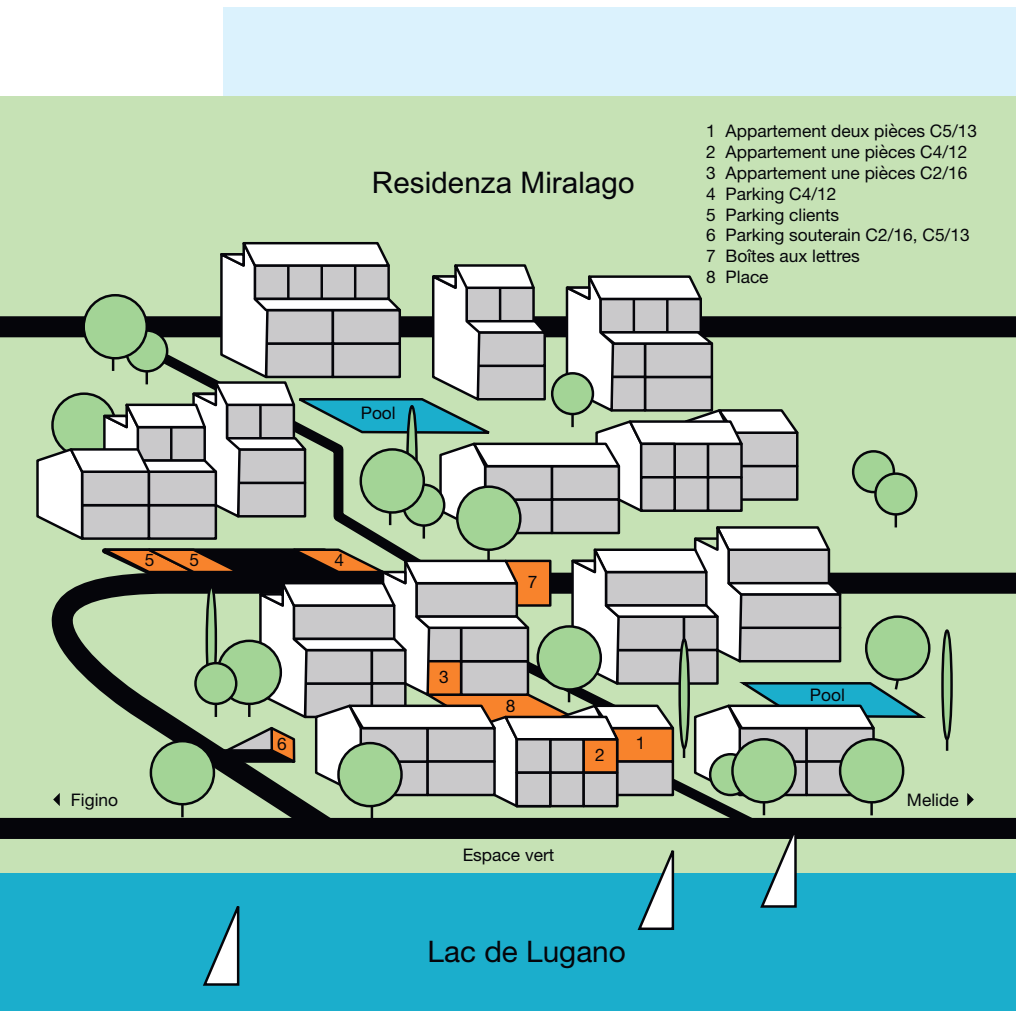 Residenza Miralago
1 Appartement deux pièces C5/13
2 Appartement une pièces C4/12
3 Appartement une pièces C2/16
4 Parking C4/12
5 Parking clients
6 Parking souterain C2/16, C5/13
7 Boîtes aux lettres
8 Place
Pool
5 5 4
7
3
8
Pool
6
2
1
Figino
Melide
Espace vert
Lac de Lugano